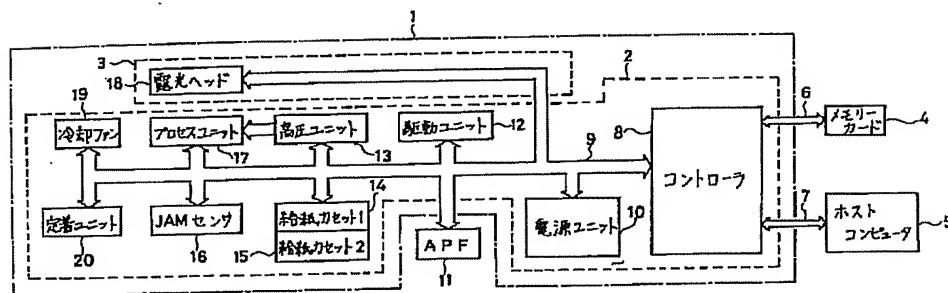 1
3
露光ヘッド
18
2
19
冷却ファン
プロセスユニット
17
高圧ユニット
13
駆動ユニット
12
9
8
コントローラ
6
メモリーカード
4
7
ホスト
コンピュータ
5
定着ユニット
20
JAMセンサ
16
14
給紙カセット1
給紙カセット2
15
APF
11
電源ユニット
10